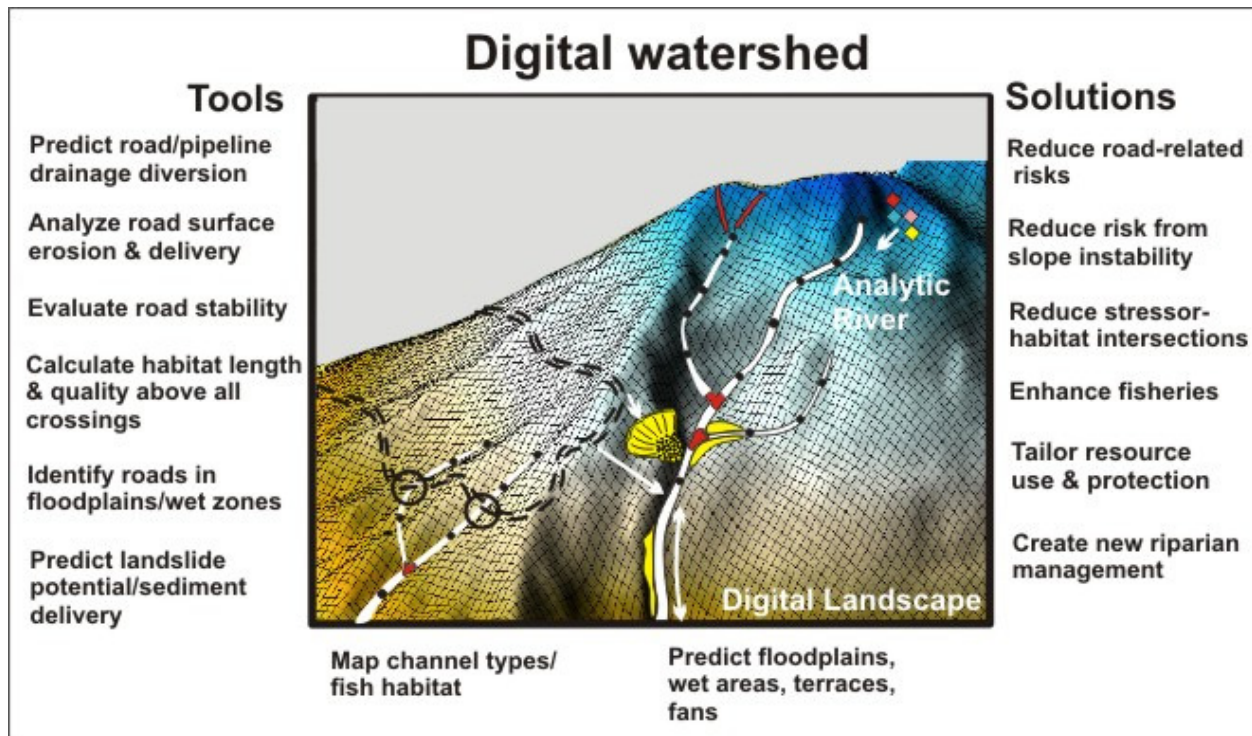 Digital watershed
Tools
Predict road/pipeline
drainage diversion
Analyze road surface
erosion & delivery
Evaluate road stability
Calculate habitat length
& quality above all
crossings
Identify roads in
floodplains/wet zones
Predict landslide
potential/sediment
delivery
Analytic
River
Digital Landscape
Solutions
Reduce road-related
risks
Reduce risk from
slope instability
Reduce stressor-
habitat intersections
Enhance fisheries
Tailor resource
use & protection
Create new riparian
management
Map channel types/
fish habitat
Predict floodplains,
wet areas, terraces,
fans